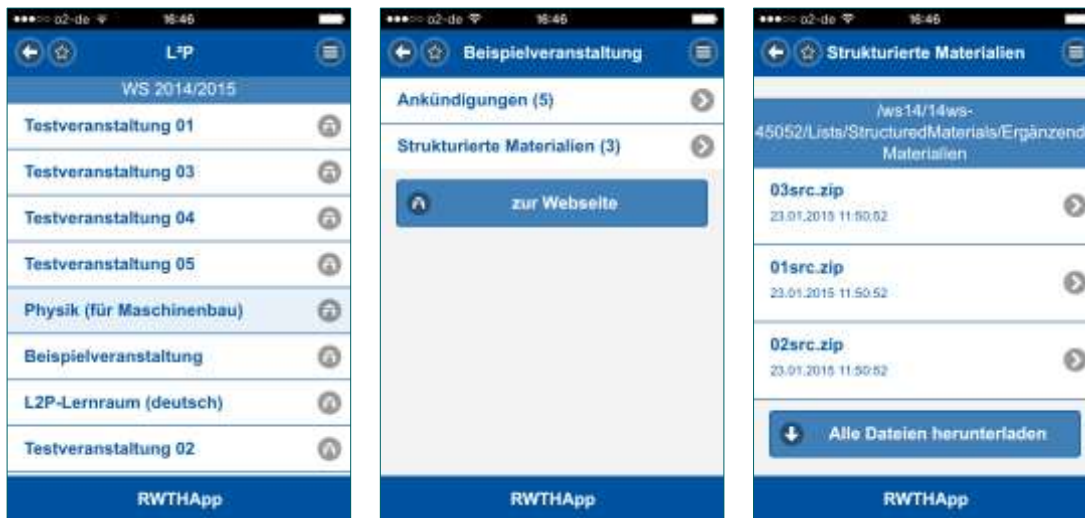 o2-de 16:46
L²P
WS 2014/2015
Testveranstaltung 01
Testveranstaltung 03
Testveranstaltung 04
Testveranstaltung 05
Physik (für Maschinenbau)
Beispielveranstaltung
L2P-Lernraum (deutsch)
Testveranstaltung 02
RWTHApp
o2-de 16:46
Beispielveranstaltung
Ankündigungen (5)
Strukturierte Materialien (3)
zur Webseite
RWTHApp
o2-de 16:46
Strukturierte Materialien
/ws14/14ws-
45052/Lists/StructuredMaterials/Ergänzend
Materialien
03src.zip
23.01.2015 11:50:52
01src.zip
23.01.2015 11:50:52
02src.zip
23.01.2015 11:50:52
Alle Dateien herunterladen
RWTHApp